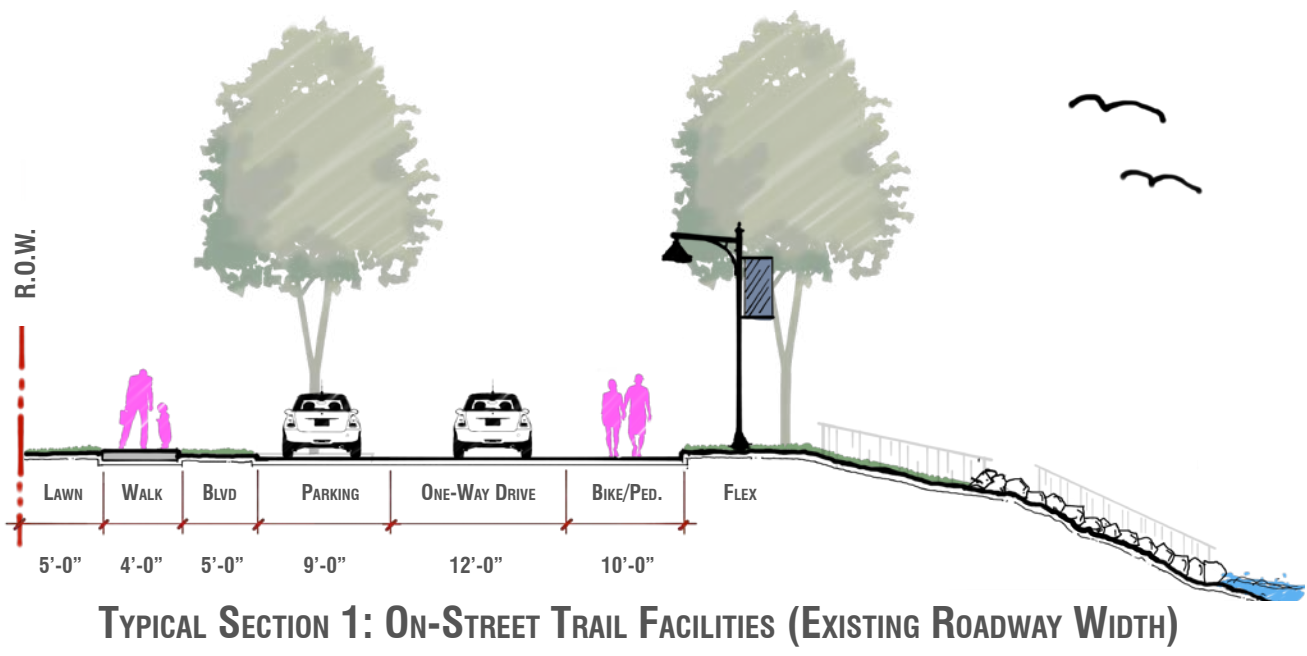 R.O.W.
Lawn Walk Blvd Parking One-Way Drive Bike/Ped. Flex
5’-0” 4’-0” 5’-0” 9’-0” 12’-0” 10’-0”
Typical Section 1: On-Street Trail Facilities (Existing Roadway Width)